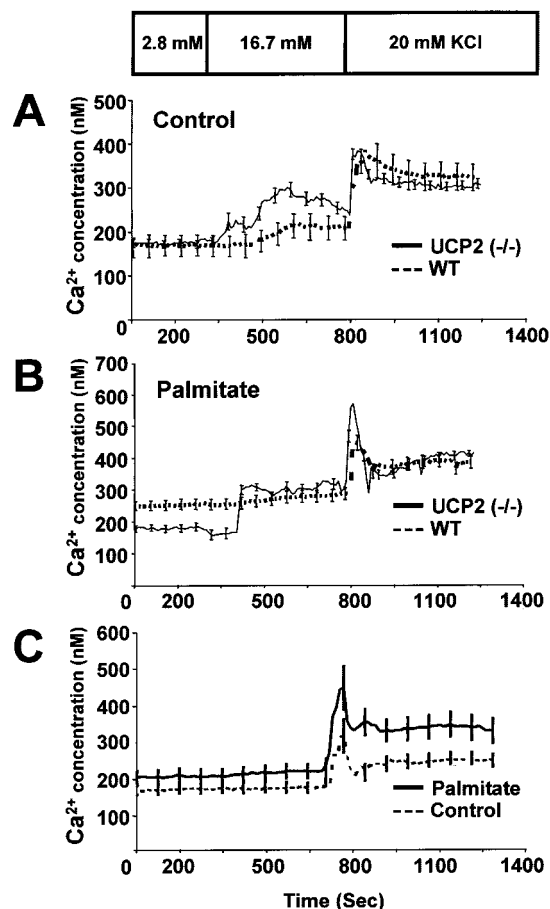 2.8 mM 16.7 mM 20 mM KCl
A
Control
Ca²⁺ concentration (nM)
500
400
300
200
100
0
UCP2 (-/-)
WT
0 200 500 800 1100 1400
B
Palmitate
Ca²⁺ concentration (nM)
700
600
400
300
200
100
UCP2 (-/-)
WT
0 200 500 800 1100 1400
C
Ca²⁺ concentration (nM)
600
500
400
300
200
100
Palmitate
Control
0 200 500 800 1100 1400
Time (Sec)